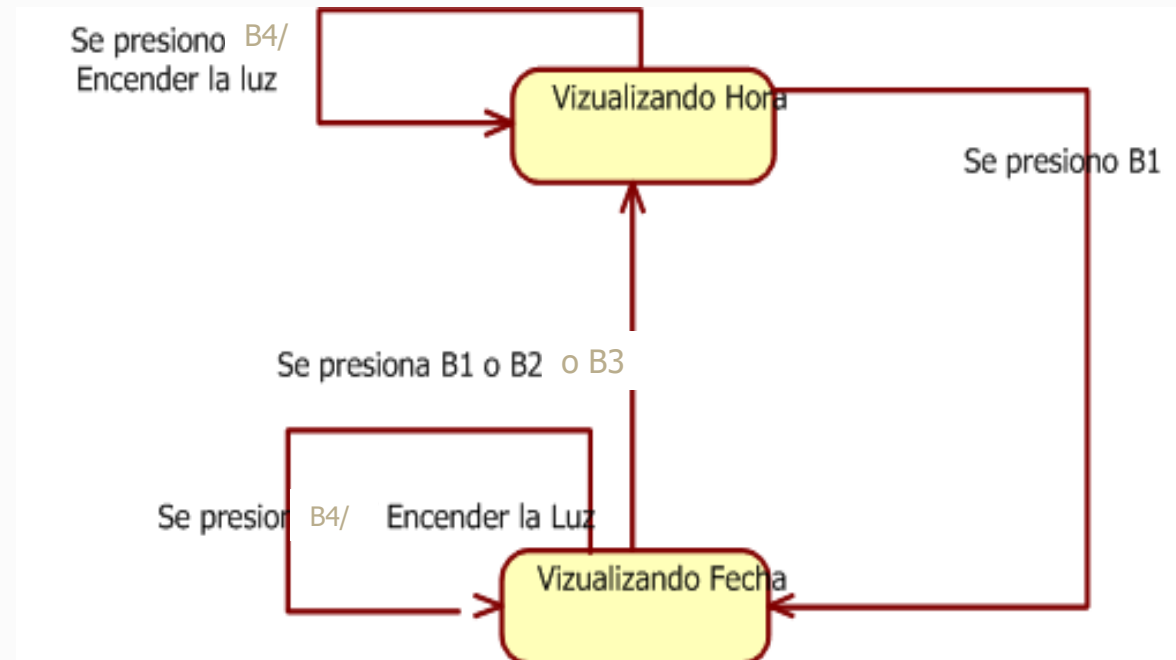 Se presiono B4/
Encender la luz
Vizualizando Hora
Se presiono B1
Se presiona B1 o B2 o B3
Se presior B4/ Encender la Luz
Vizualizando Fecha